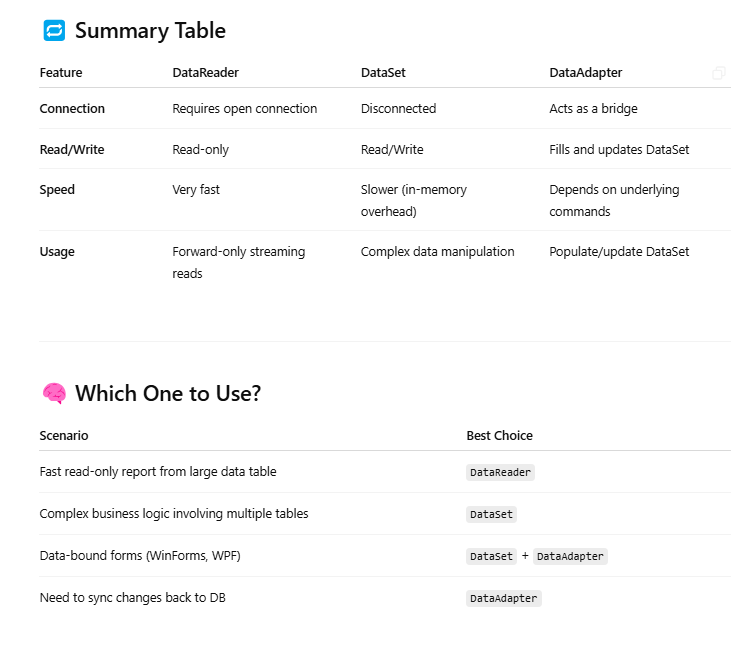 Summary Table
Feature DataReader DataSet DataAdapter
Connection Requires open connection Disconnected Acts as a bridge
Read/Write Read-only Read/Write Fills and updates DataSet
Speed Very fast Slower (in-memory overhead) Depends on underlying commands
Usage Forward-only streaming reads Complex data manipulation Populate/update DataSet
Which One to Use?
Scenario Best Choice
Fast read-only report from large data table DataReader
Complex business logic involving multiple tables DataSet
Data-bound forms (WinForms, WPF) DataSet + DataAdapter
Need to sync changes back to DB DataAdapter